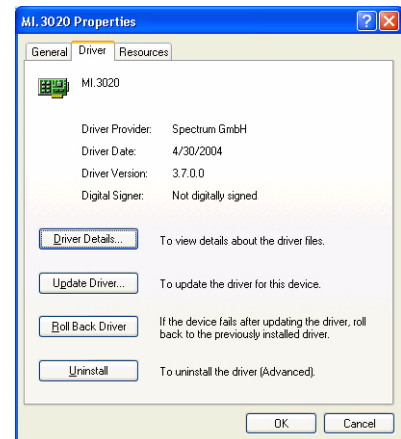 MI.3020 Properties
General Driver Resources
MI.3020
Driver Provider: Spectrum GmbH
Driver Date: 4/30/2004
Driver Version: 3.7.0.0
Digital Signer: Not digitally signed
Driver Details... To view details about the driver files.
Update Driver... To update the driver for this device.
Roll Back Driver If the device fails after updating the driver, roll
back to the previously installed driver.
Uninstall To uninstall the driver (Advanced).
OK Cancel